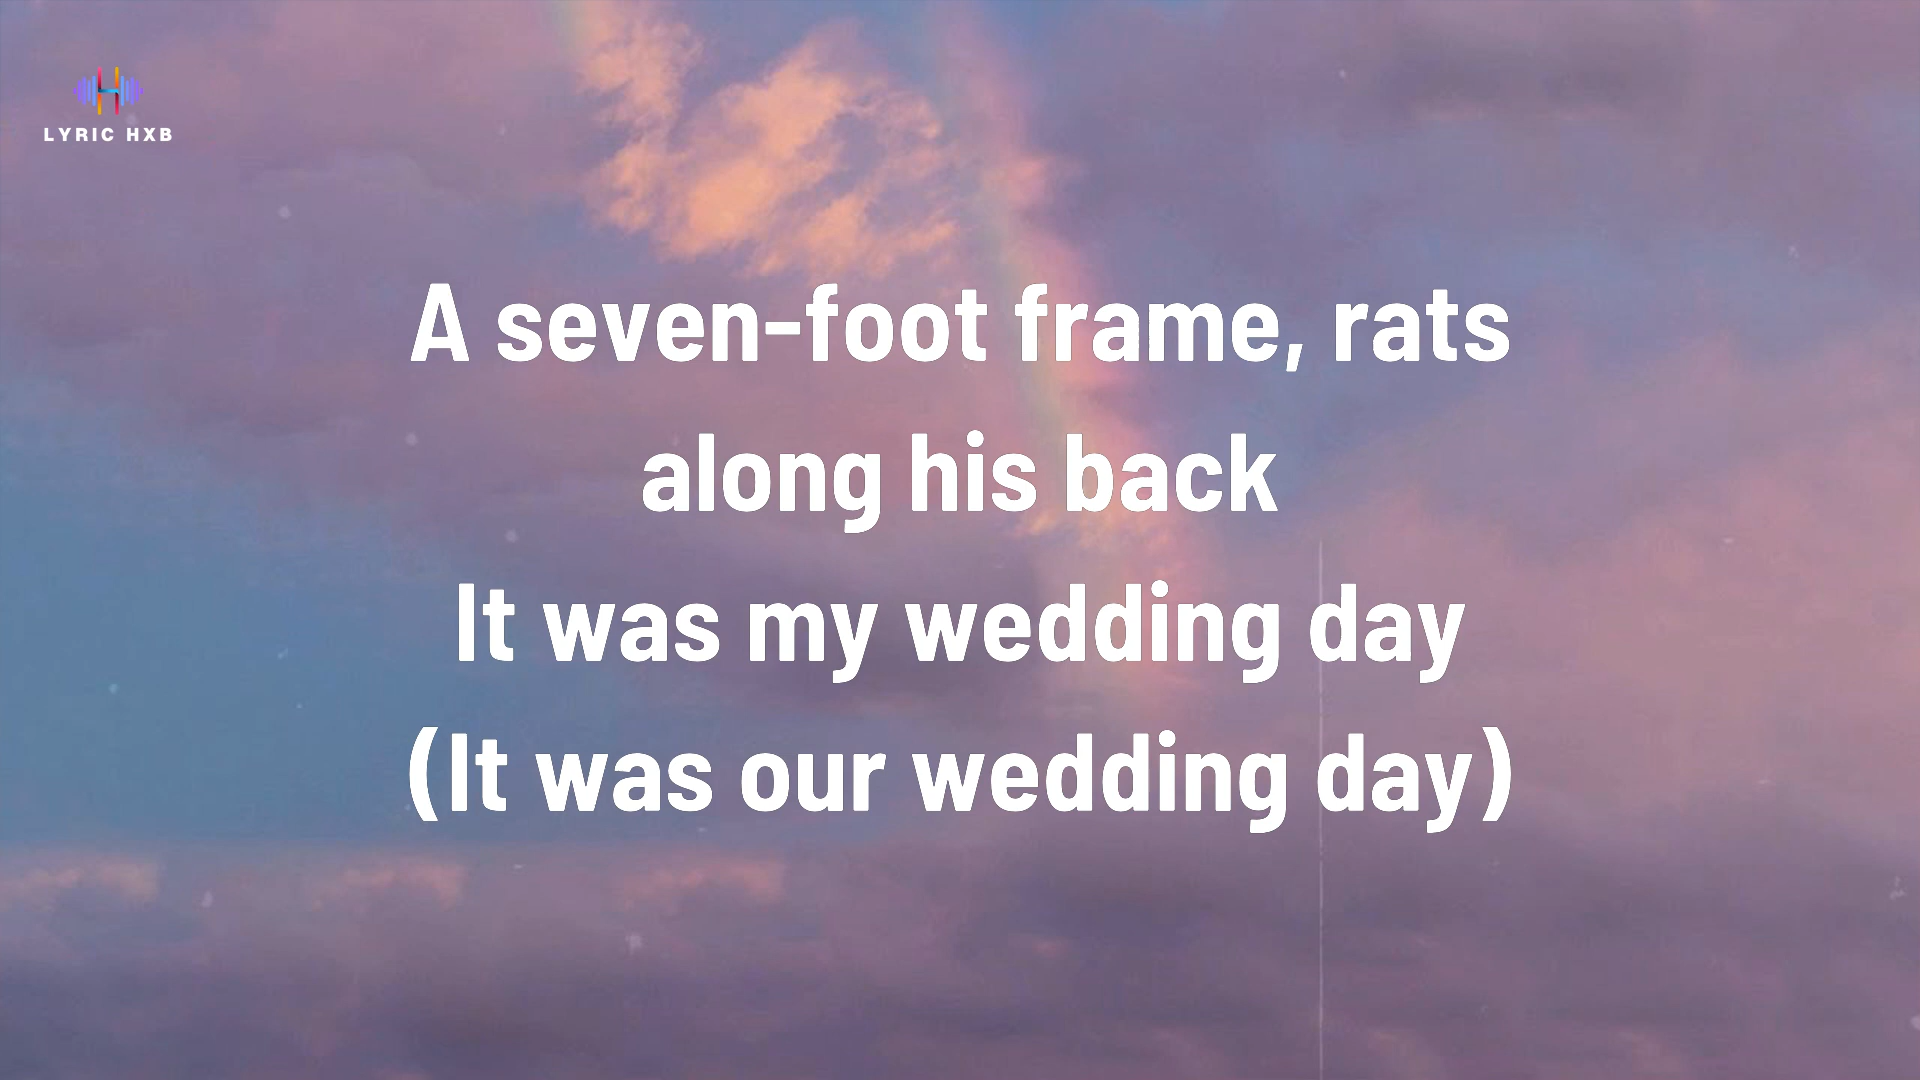 LYRIC HXB
A seven-foot frame, rats
along his back
It was my wedding day
(It was our wedding day)